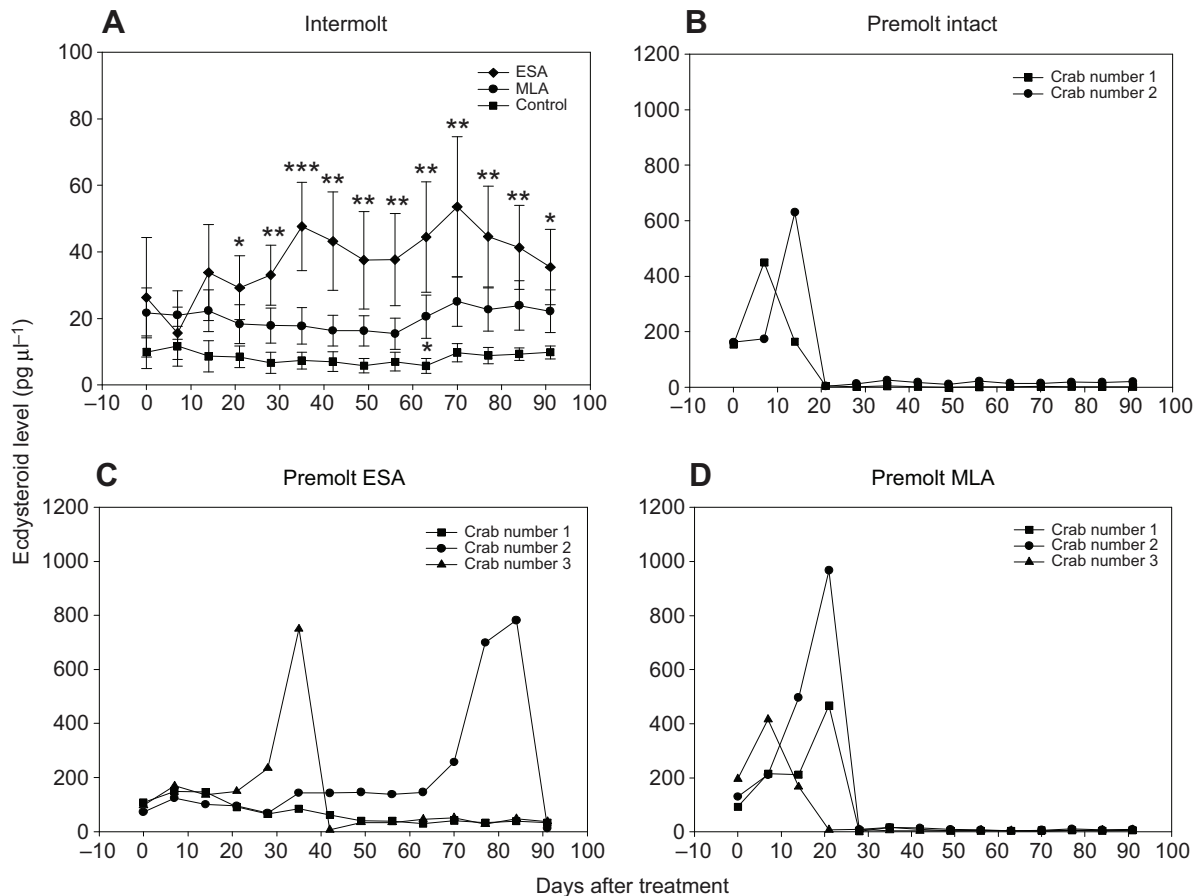 A
Intermolt
100
80
60
40
20
0
ESA
MLA
Control
*
**
***
**
**
**
**
**
**
**
*
*
–10 0 10 20 30 40 50 60 70 80 90 100
B
Premolt intact
1200
1000
800
600
400
200
0
Crab number 1
Crab number 2
–10 0 10 20 30 40 50 60 70 80 90 100
Ecdysteroid level (pg µl–1)
C
Premolt ESA
1200
1000
800
600
400
200
0
Crab number 1
Crab number 2
Crab number 3
–10 0 10 20 30 40 50 60 70 80 90 100
D
Premolt MLA
1200
1000
800
600
400
200
0
Crab number 1
Crab number 2
Crab number 3
–10 0 10 20 30 40 50 60 70 80 90 100
Days after treatment